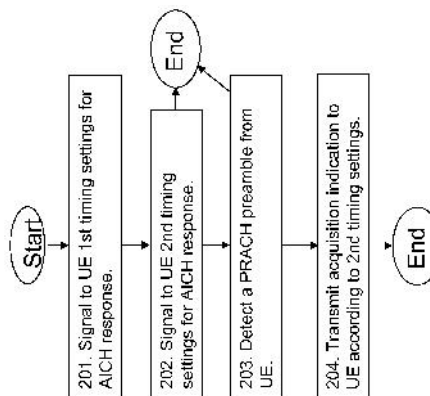 Start
201. Signal to UE 1st timing settings for
AICH response.
202. Signal to UE 2nd timing
settings for AICH response.
End
203. Detect a PRACH preamble from
UE.
204. Transmit acquisition indication to
UE according to 2nd timing settings.
End